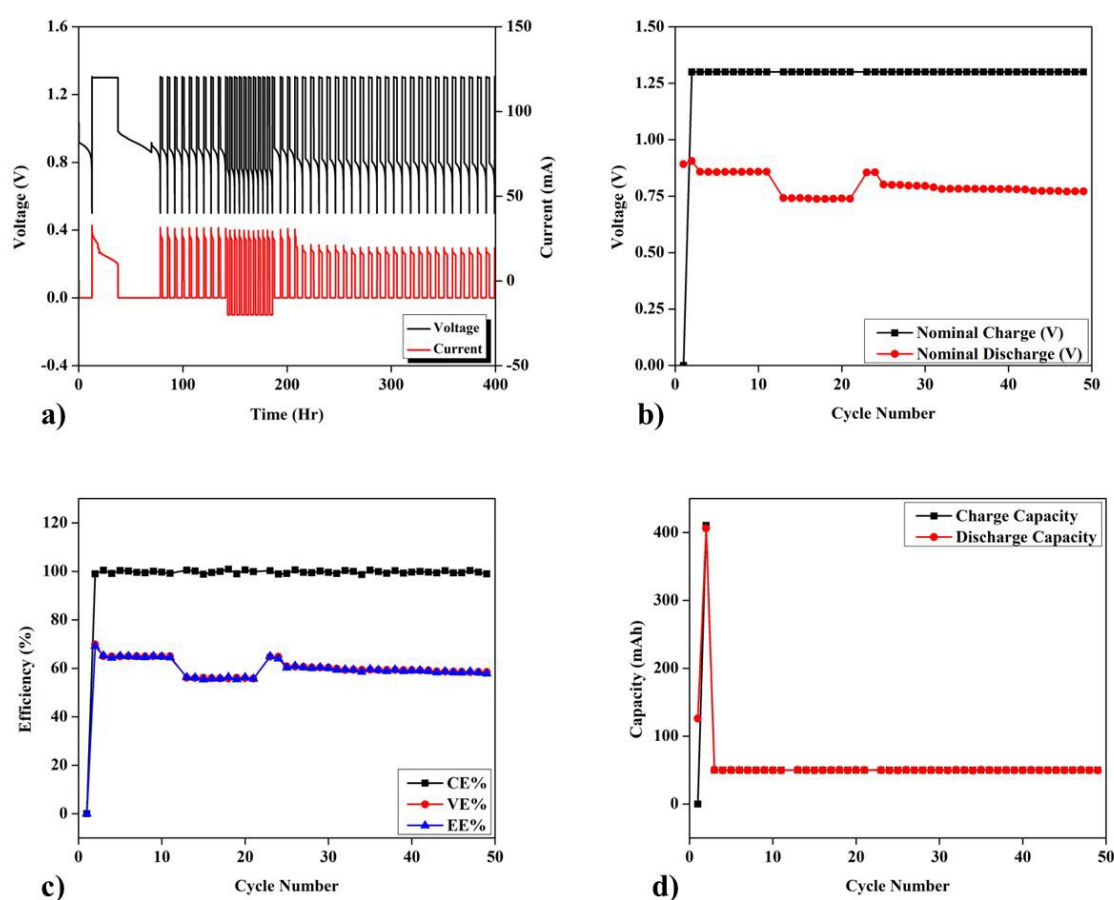 1.6
1.2
0.8
0.4
0.0
-0.4
Voltage (V)
150
100
50
0
-50
Current (mA)
Voltage
Current
0 100 200 300 400
Time (Hr)
a)
1.50
1.25
1.00
0.75
0.50
0.25
0.00
Voltage (V)
Nominal Charge (V)
Nominal Discharge (V)
0 10 20 30 40 50
Cycle Number
b)
120
100
80
60
40
20
0
Efficiency (%)
CE%
VE%
EE%
0 10 20 30 40 50
Cycle Number
c)
400
300
200
100
0
Capacity (mAh)
Charge Capacity
Discharge Capacity
0 10 20 30 40 50
Cycle Number
d)